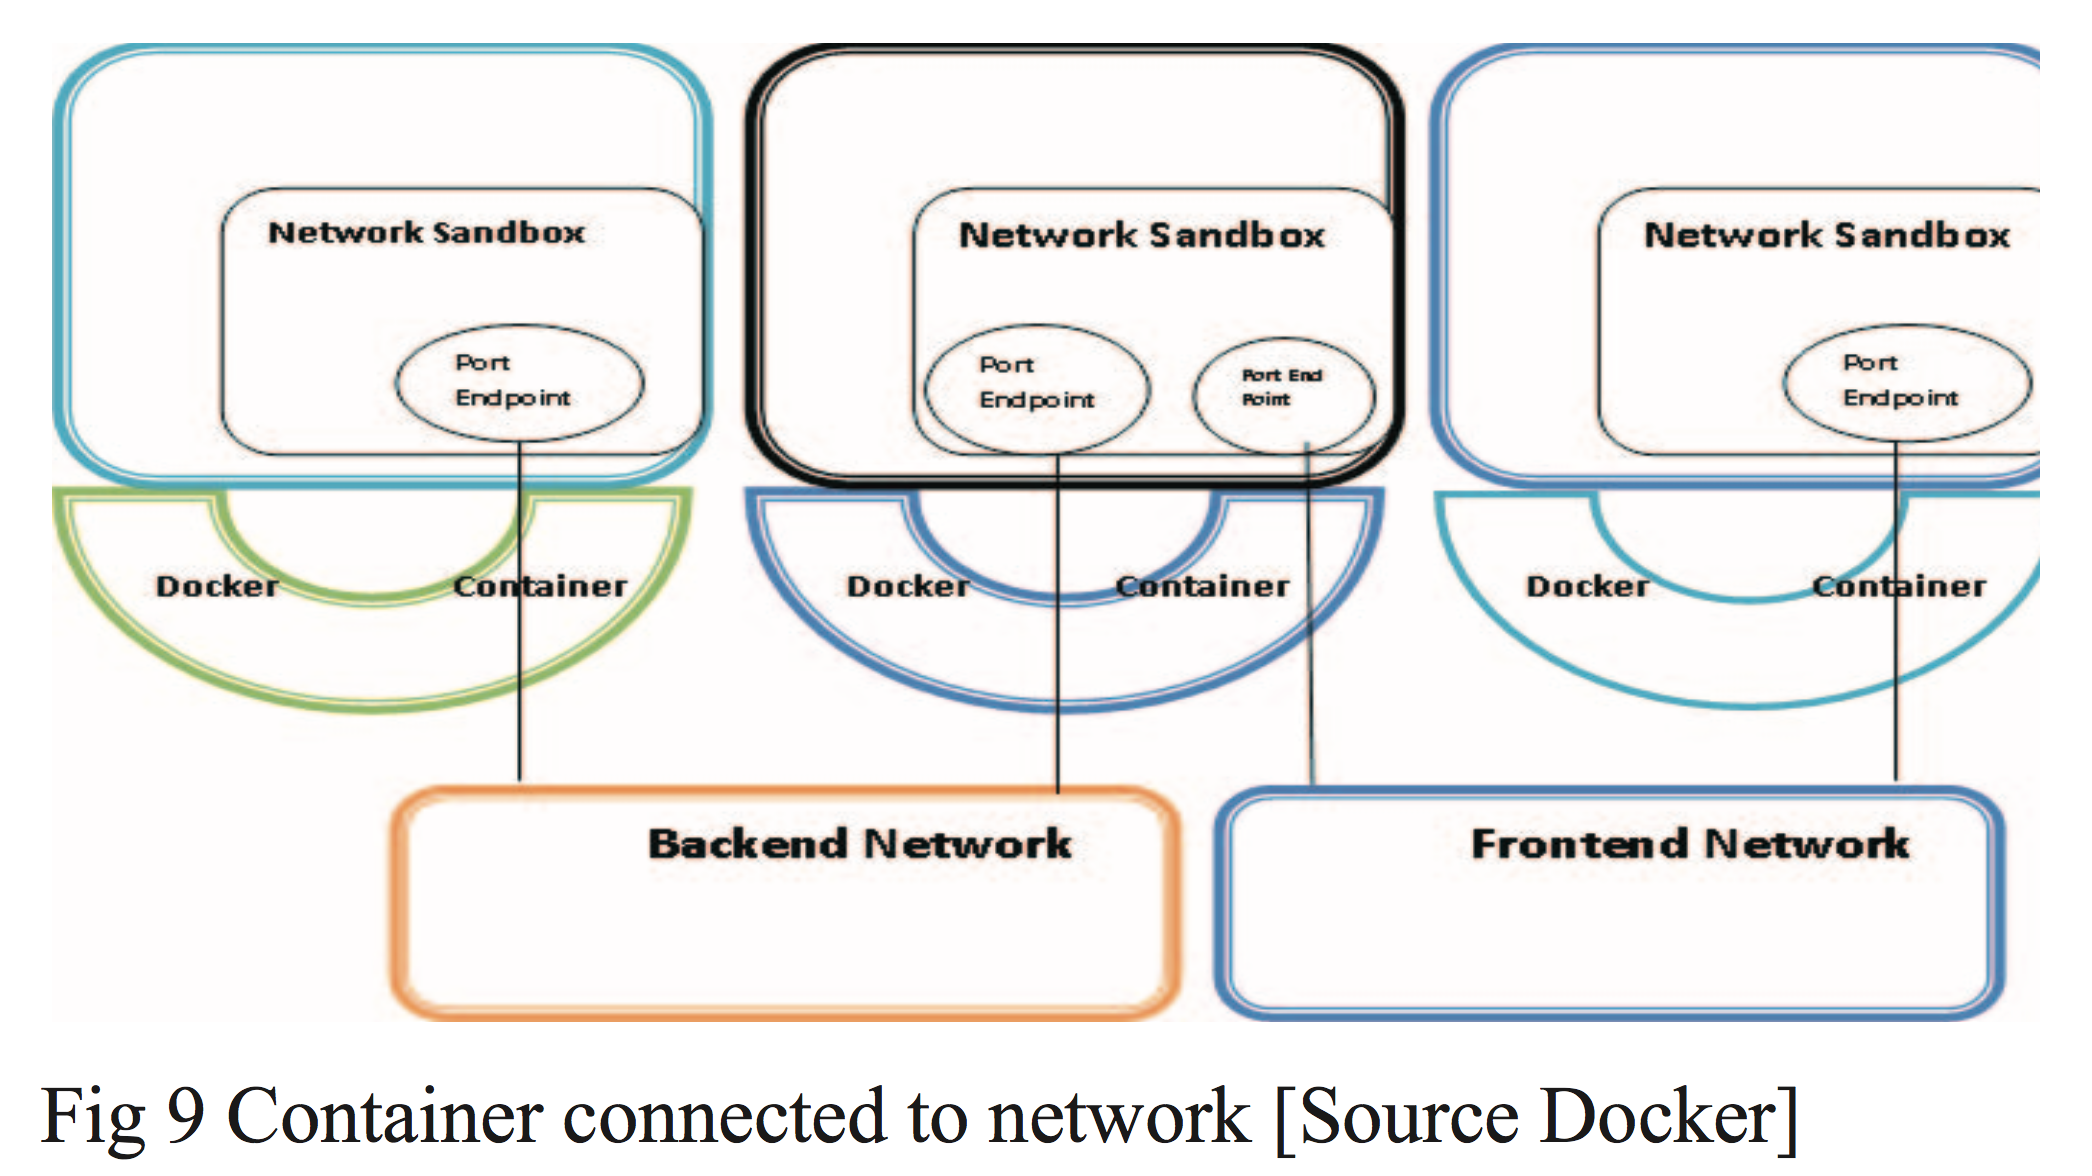 Network Sandbox
Network Sandbox
Network Sandbox
Port
Endpoint
Port
Endpoint
Port End
Point
Port
Endpoint
Docker Container
Docker Container
Docker Container
Backend Network
Frontend Network
Fig 9 Container connected to network [Source Docker]